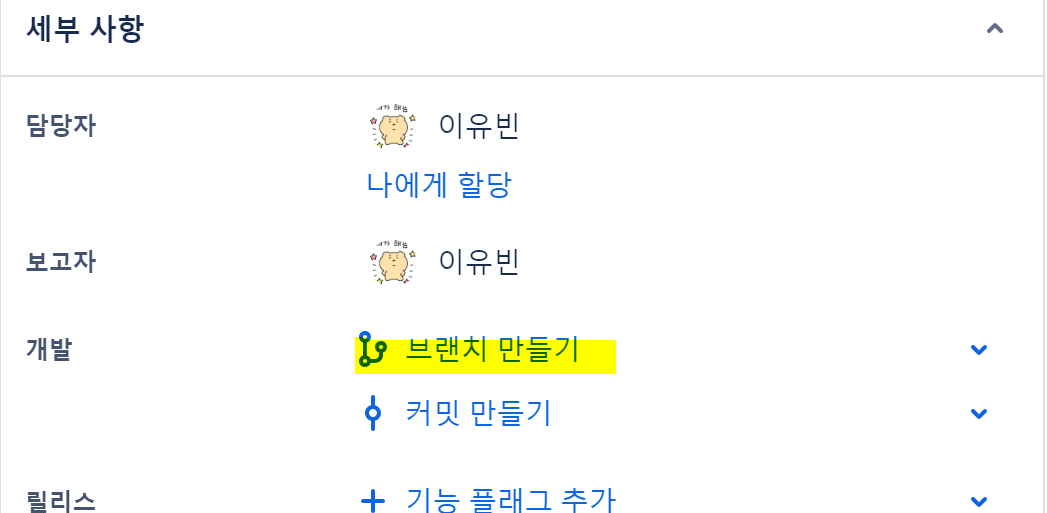 세부 사항
담당자
이유빈
나에게 할당
보고자
이유빈
개발
브랜치 만들기
커밋 만들기
릴리스
기능 플래그 추가